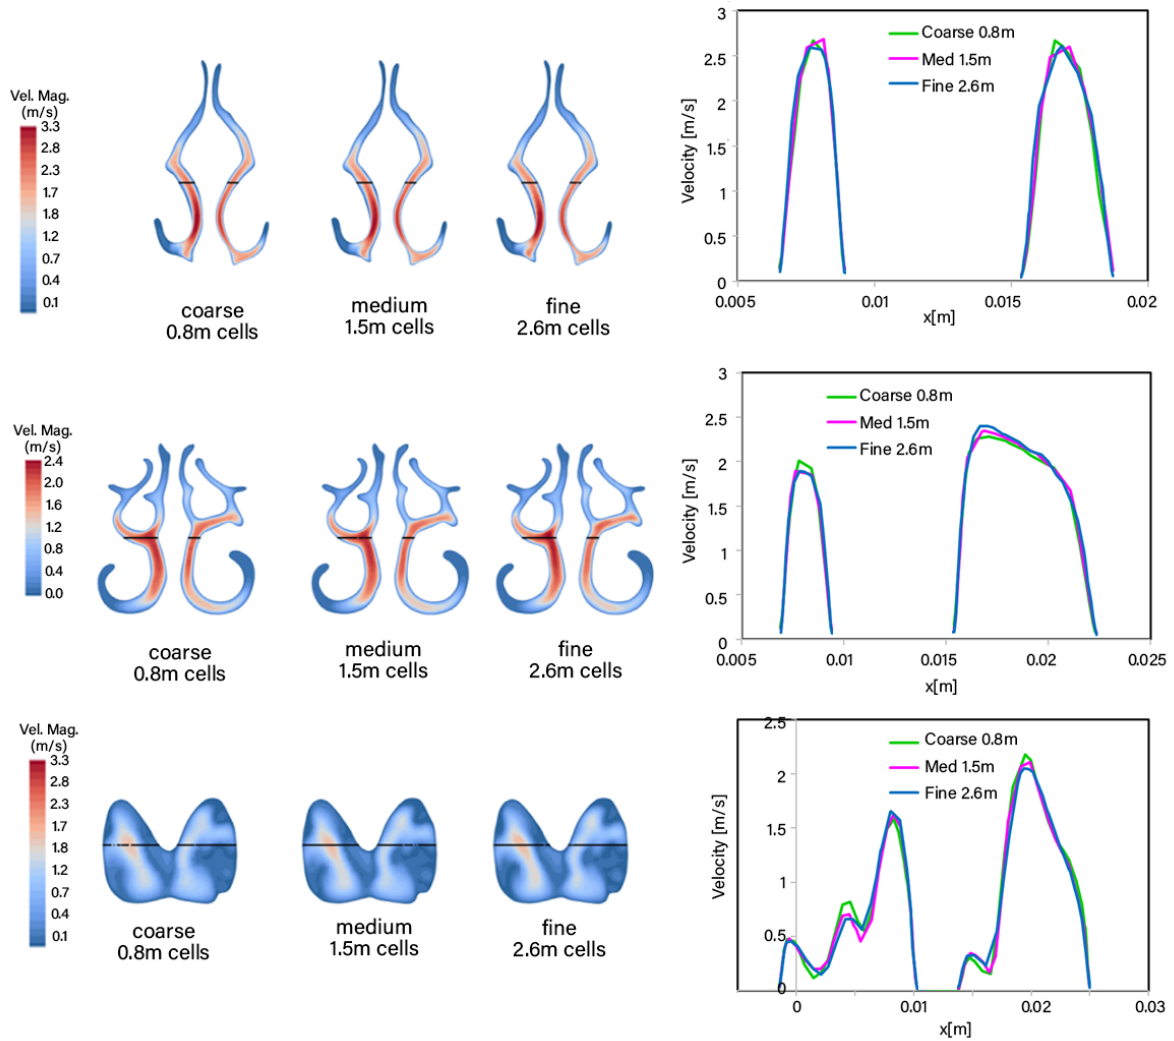 Vel. Mag.
(m/s)
3.3
2.8
2.3
1.7
1.8
1.2
0.7
0.4
0.1
coarse
0.8m cells
medium
1.5m cells
fine
2.6m cells
Coarse 0.8m
Med 1.5m
Fine 2.6m
Velocity [m/s]
3
2.5
2
1.5
1
0.5
0
0.005
0.01
0.015
0.02
x[m]
Vel. Mag.
(m/s)
2.4
2.0
1.6
1.2
0.8
0.4
0.0
coarse
0.8m cells
medium
1.5m cells
fine
2.6m cells
Coarse 0.8m
Med 1.5m
Fine 2.6m
Velocity [m/s]
3
2.5
2
1.5
1
0.5
0
0.005
0.01
0.015
0.02
0.025
x[m]
Vel. Mag.
(m/s)
3.3
2.8
2.3
1.7
1.8
1.2
0.7
0.4
0.1
coarse
0.8m cells
medium
1.5m cells
fine
2.6m cells
Coarse 0.8m
Med 1.5m
Fine 2.6m
Velocity [m/s]
2.5
2
1.5
1
0.5
0
0
0.01
0.02
0.03
x[m]